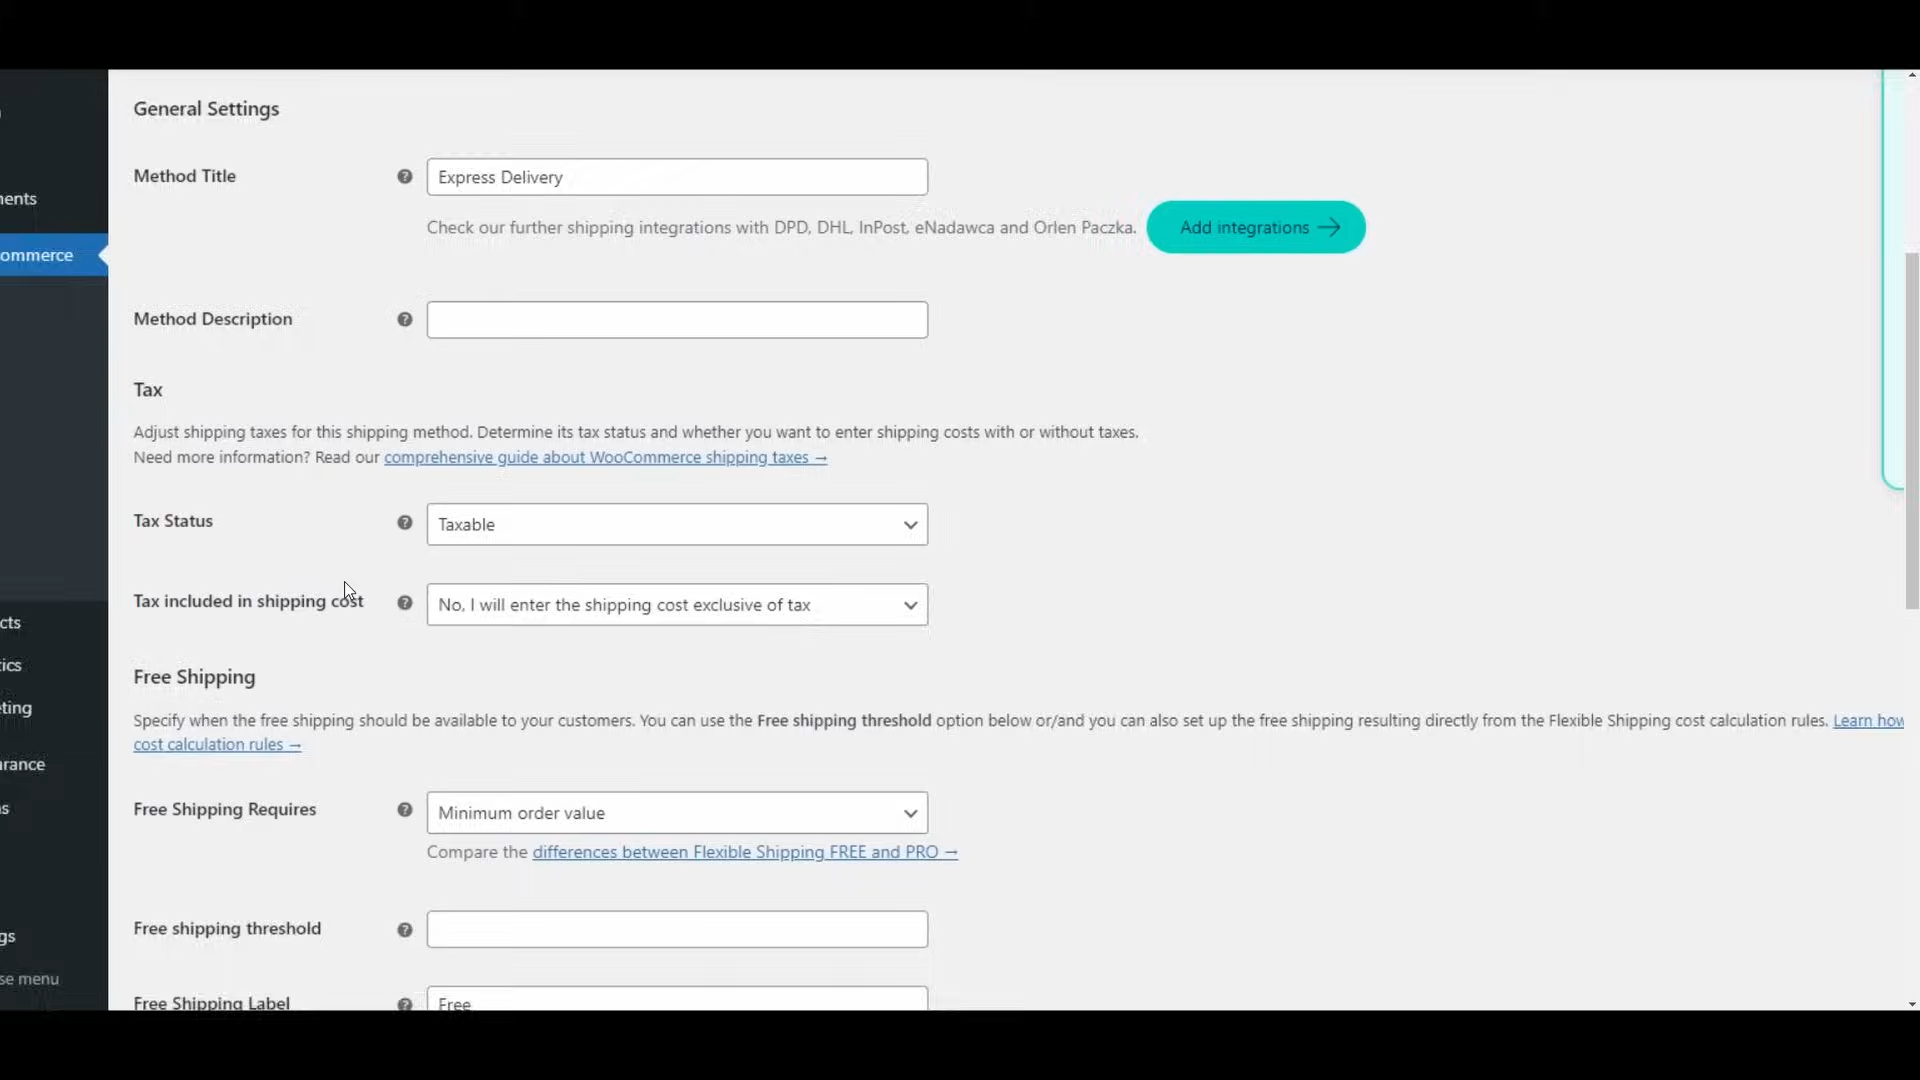 General Settings
Method Title
Express Delivery
Check our further shipping integrations with DPD, DHL, InPost, eNadawca and Orlen Paczka.
Add integrations →
Method Description
Tax
Adjust shipping taxes for this shipping method. Determine its tax status and whether you want to enter shipping costs with or without taxes.
Need more information? Read our comprehensive guide about WooCommerce shipping taxes →
Tax Status
Taxable
Tax included in shipping cost
No, I will enter the shipping cost exclusive of tax
Free Shipping
Specify when the free shipping should be available to your customers. You can use the Free shipping threshold option below or/and you can also set up the free shipping resulting directly from the Flexible Shipping cost calculation rules. Learn how
cost calculation rules →
Free Shipping Requires
Minimum order value
Compare the differences between Flexible Shipping FREE and PRO →
Free shipping threshold
Free Shipping Label
Free
nents
ommerce
cts
tics
eting
arance
s
gs
se menu